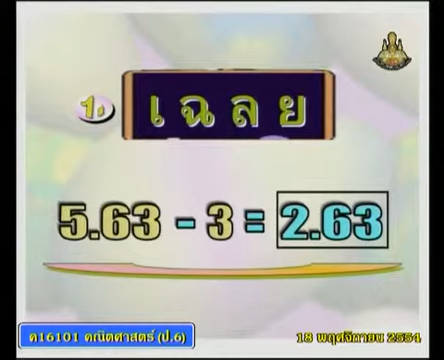 1. เฉลย
5.63 - 3 = 2.63
ค16101 คณิตศาสตร์ (ป.6)
18 พฤศจิกายน 2554